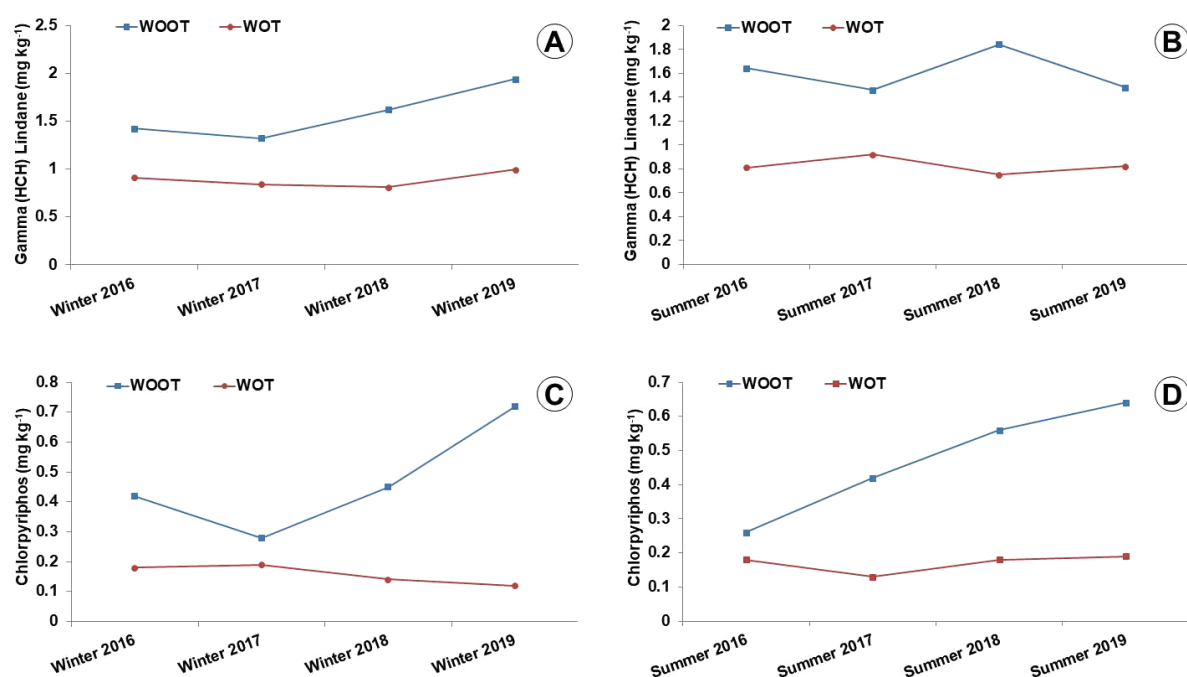 WOOT WOT
A
Gamma (HCH) Lindane (mg kg-1)
2.5
2
1.5
1
0.5
0
Winter 2016 Winter 2017 Winter 2018 Winter 2019
WOOT WOT
B
Gamma (HCH) Lindane (mg kg-1)
2
1.8
1.6
1.4
1.2
1
0.8
0.6
0.4
0.2
0
Summer 2016 Summer 2017 Summer 2018 Summer 2019
WOOT WOT
C
Chlorpyriphos (mg kg-1)
0.8
0.7
0.6
0.5
0.4
0.3
0.2
0.1
0
Winter 2016 Winter 2017 Winter 2018 Winter 2019
WOOT WOT
D
Chlorpyriphos (mg kg-1)
0.7
0.6
0.5
0.4
0.3
0.2
0.1
0
Summer 2016 Summer 2017 Summer 2018 Summer 2019